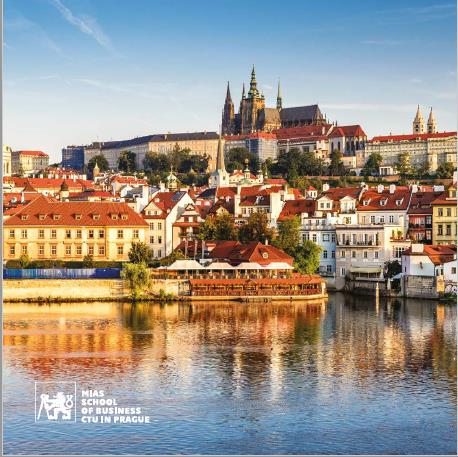 MIAS
SCHOOL
OF BUSINESS
CTU IN PRAGUE